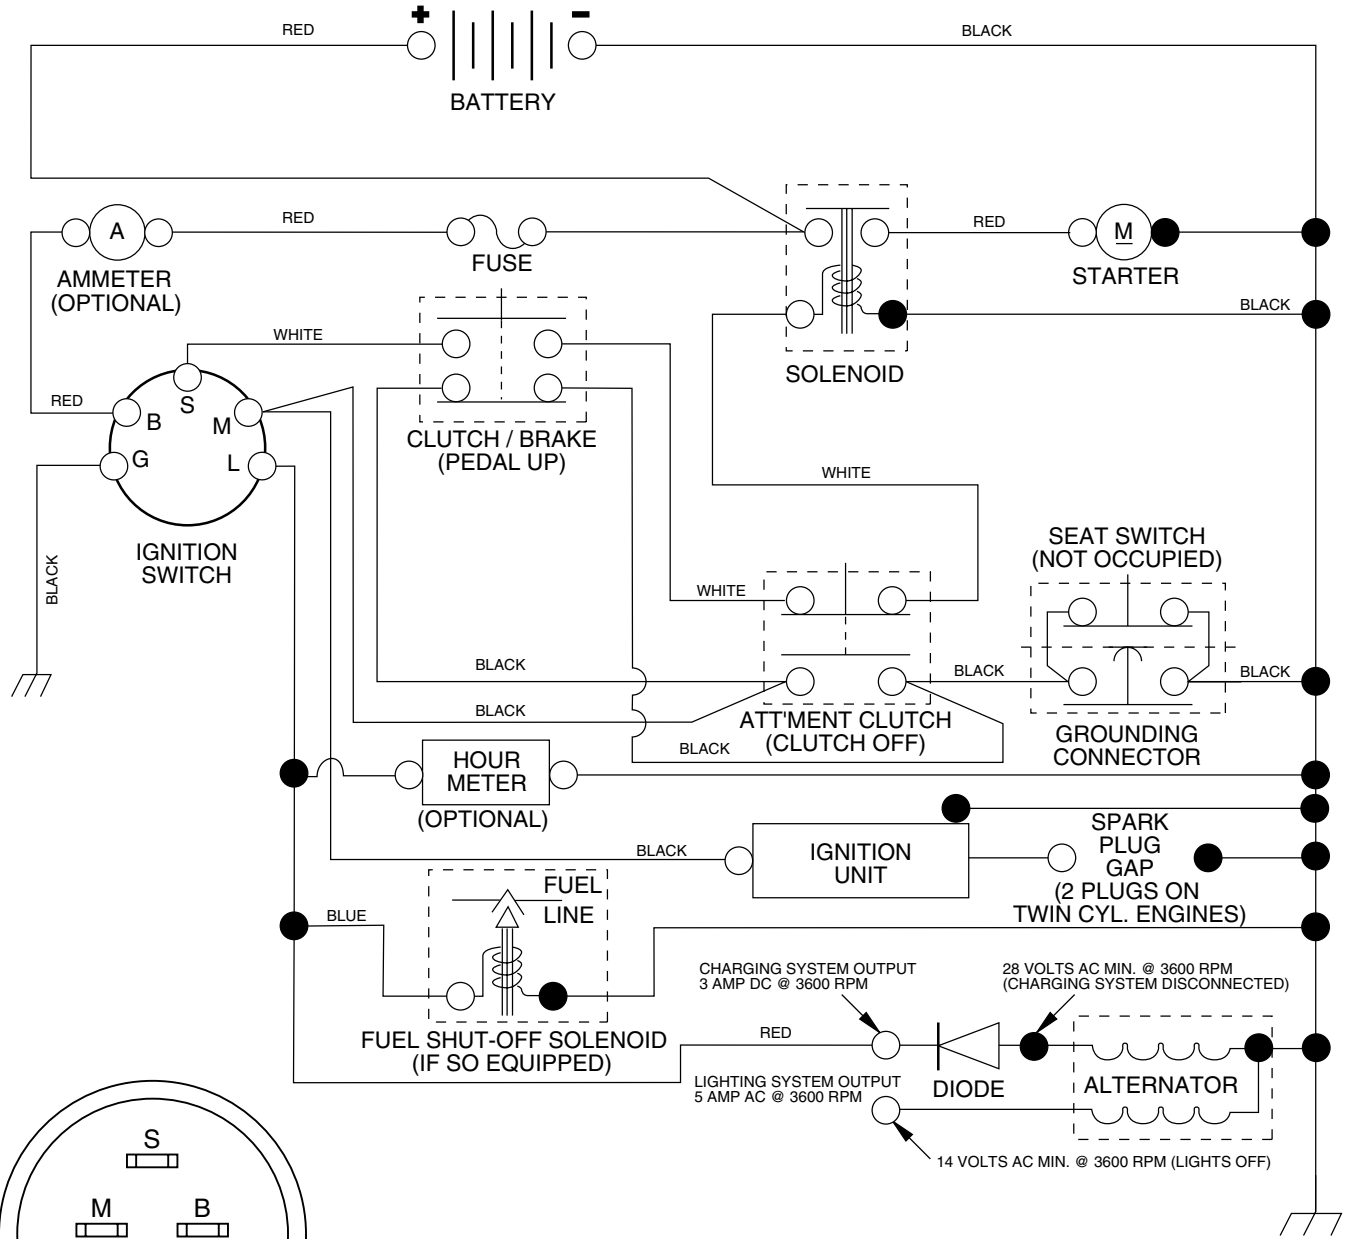 +
−
RED
BLACK
BATTERY
RED
A
FUSE
RED
M
STARTER
AMMETER
(OPTIONAL)
BLACK
WHITE
SOLENOID
RED
S
B
M
G
L
CLUTCH / BRAKE
(PEDAL UP)
WHITE
IGNITION
SWITCH
BLACK
SEAT SWITCH
(NOT OCCUPIED)
WHITE
BLACK
BLACK
BLACK
BLACK
ATT'MENT CLUTCH
(CLUTCH OFF)
BLACK
GROUNDING
CONNECTOR
HOUR
METER
(OPTIONAL)
BLACK
IGNITION
UNIT
SPARK
PLUG
GAP
(2 PLUGS ON
TWIN CYL. ENGINES)
FUEL
LINE
BLUE
FUEL SHUT-OFF SOLENOID
(IF SO EQUIPPED)
CHARGING SYSTEM OUTPUT
3 AMP DC @ 3600 RPM
28 VOLTS AC MIN. @ 3600 RPM
(CHARGING SYSTEM DISCONNECTED)
RED
DIODE
ALTERNATOR
LIGHTING SYSTEM OUTPUT
5 AMP AC @ 3600 RPM
14 VOLTS AC MIN. @ 3600 RPM (LIGHTS OFF)
S
M
B